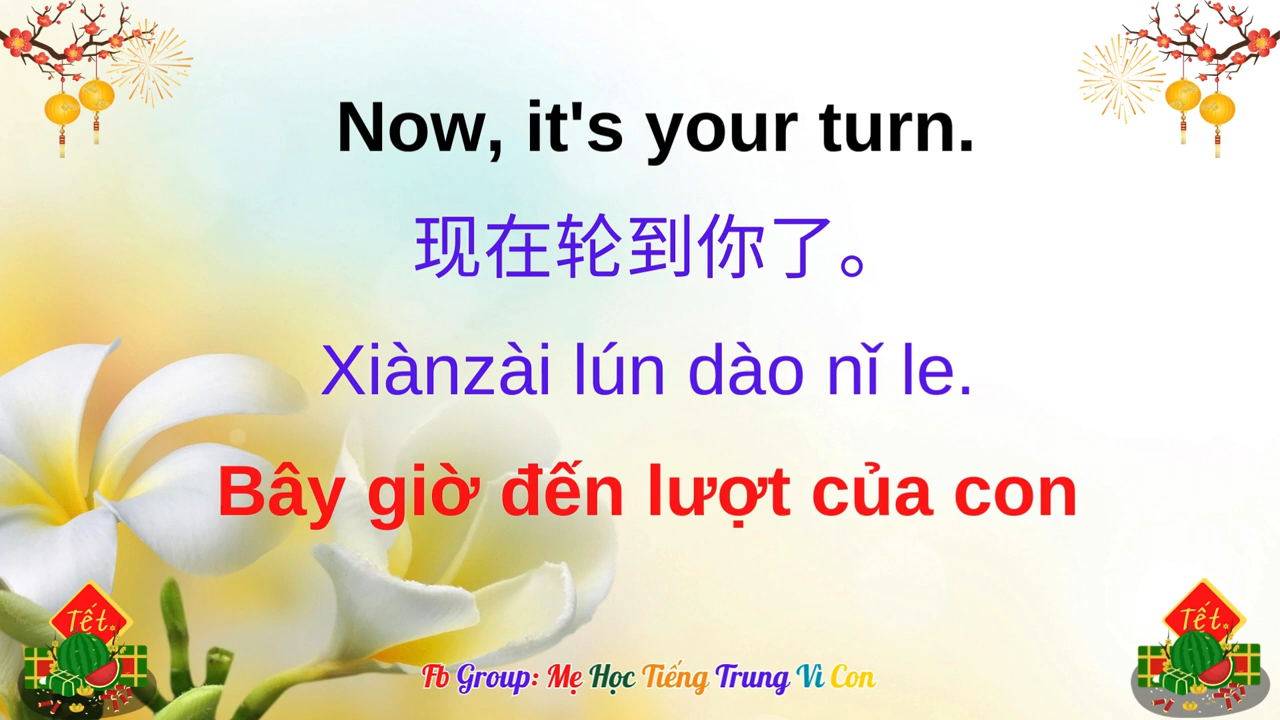 Now, it's your turn.
现在轮到你了。
Xiànzài lún dào nǐ le.
Bây giờ đến lượt của con
Tết
Tết
Fb Group: Mẹ Học Tiếng Trung Vì Con